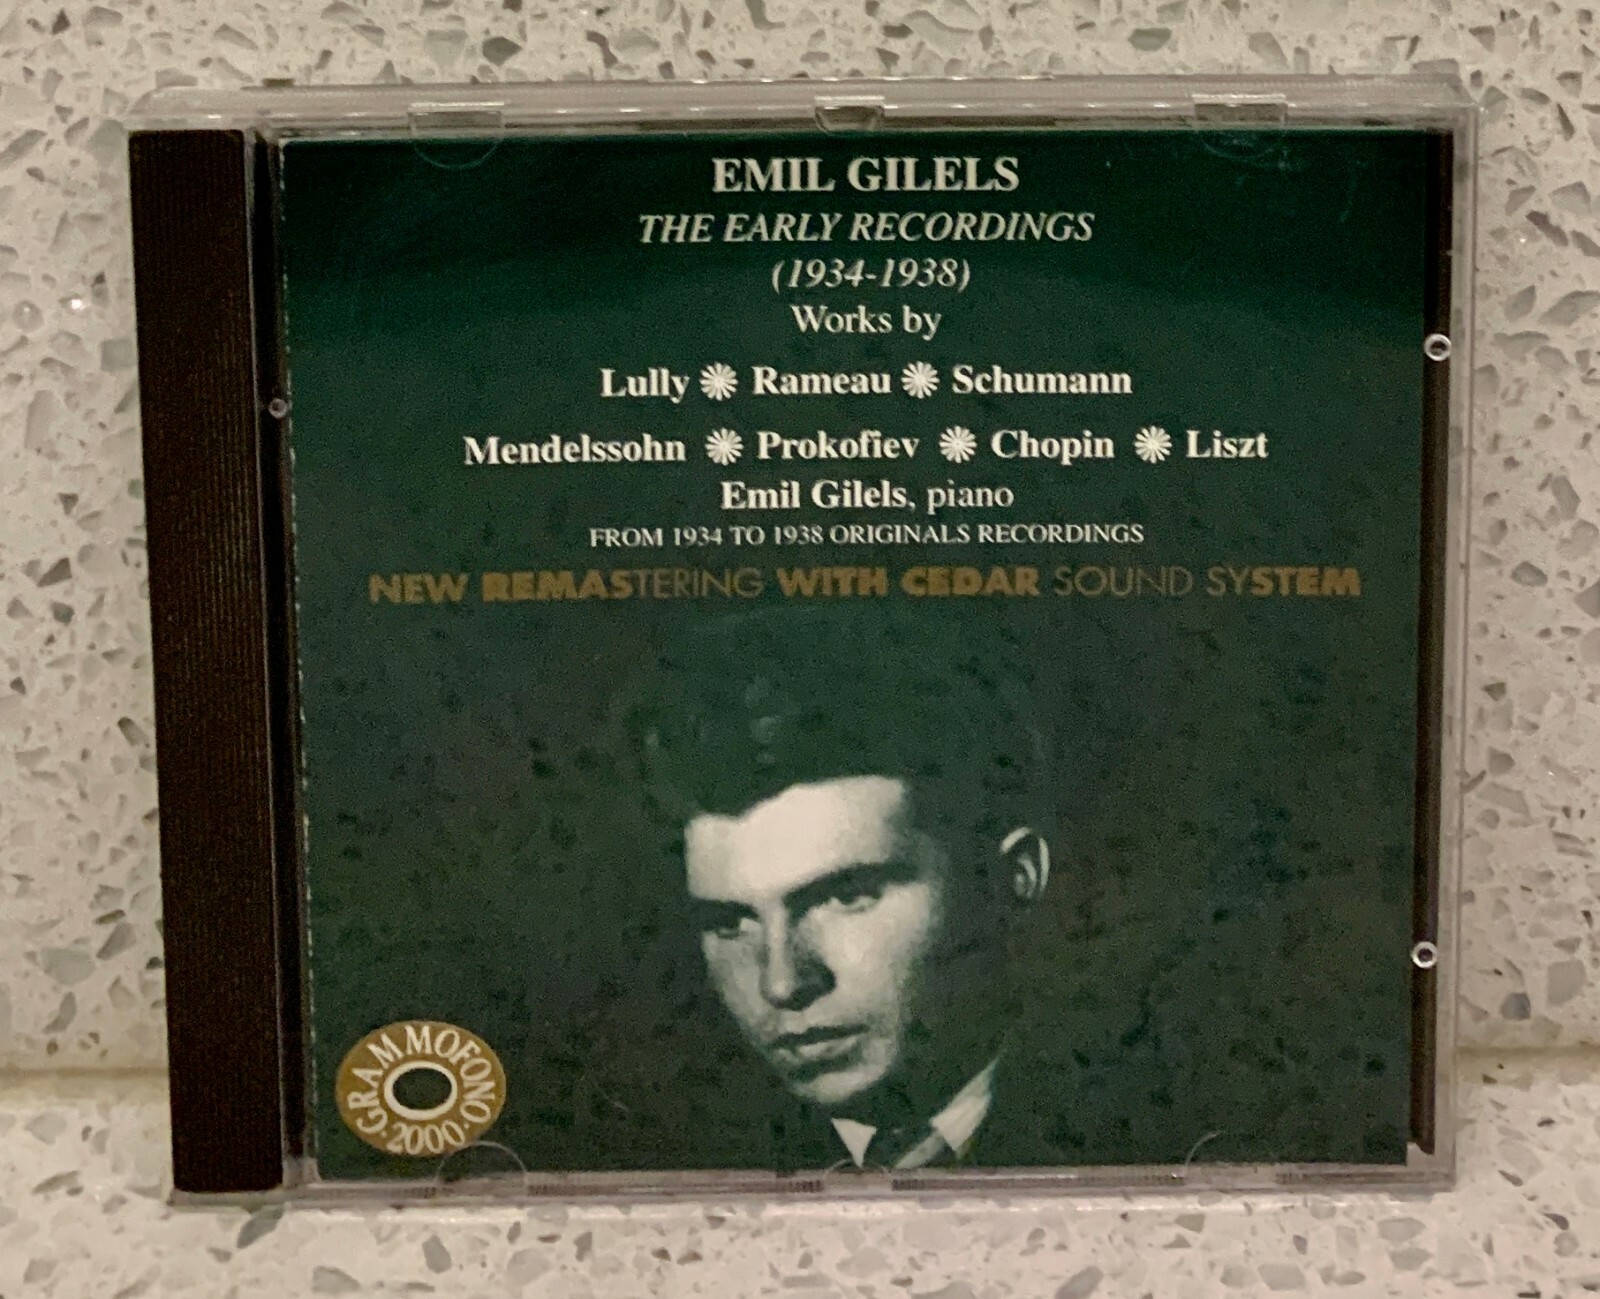 EMIL GILELS
THE EARLY RECORDINGS
(1934-1938)
Works by
Lully ✺ Rameau ✺ Schumann
Mendelssohn ✺ Prokofiev ✺ Chopin ✺ Liszt
Emil Gilels, piano
FROM 1934 TO 1938 ORIGINALS RECORDINGS
NEW REMASTERING WITH CEDAR SOUND SYSTEM
GRAMMOFONO · 2000 ·